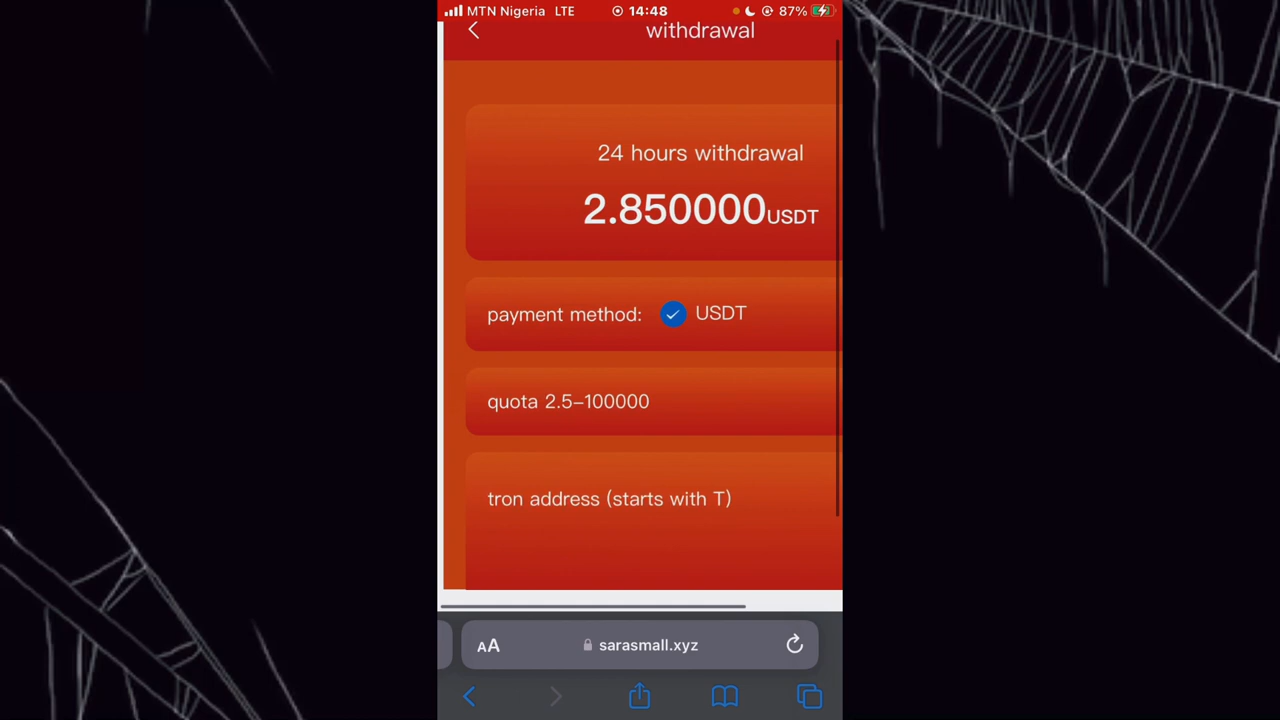 MTN Nigeria LTE 14:48 87%
withdrawal
24 hours withdrawal
2.850000USDT
payment method: USDT
quota 2.5-100000
tron address (starts with T)
AA sarasmall.xyz